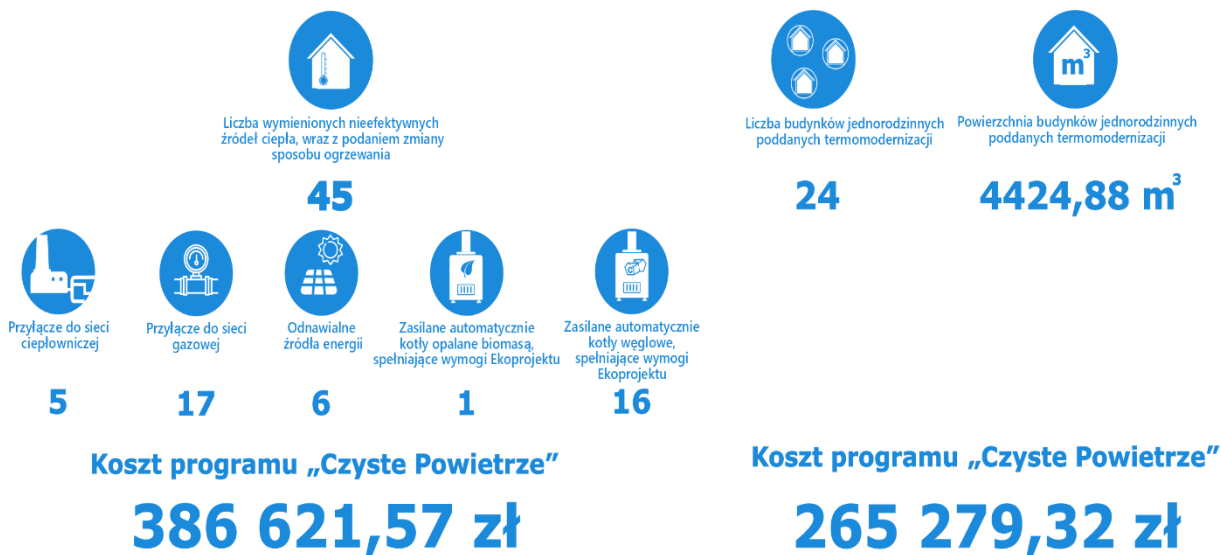 Liczba wymienionych nieefektywnych
źródeł ciepła, wraz z podaniem zmiany
sposobu ogrzewania
45
Przyłącze do sieci
ciepłowniczej
5
Przyłącze do sieci
gazowej
17
Odnawialne
źródła energii
6
Zasilane automatycznie
kotły opalane biomasą,
spełniające wymogi Ekoprojektu
1
Zasilane automatycznie
kotły węglowe,
spełniające wymogi
Ekoprojektu
16
Koszt programu „Czyste Powietrze”
386 621,57 zł
Liczba budynków jednorodzinnych
poddanych termomodernizacji
24
m³
Powierzchnia budynków jednorodzinnych
poddanych termomodernizacji
4424,88 m³
Koszt programu „Czyste Powietrze”
265 279,32 zł